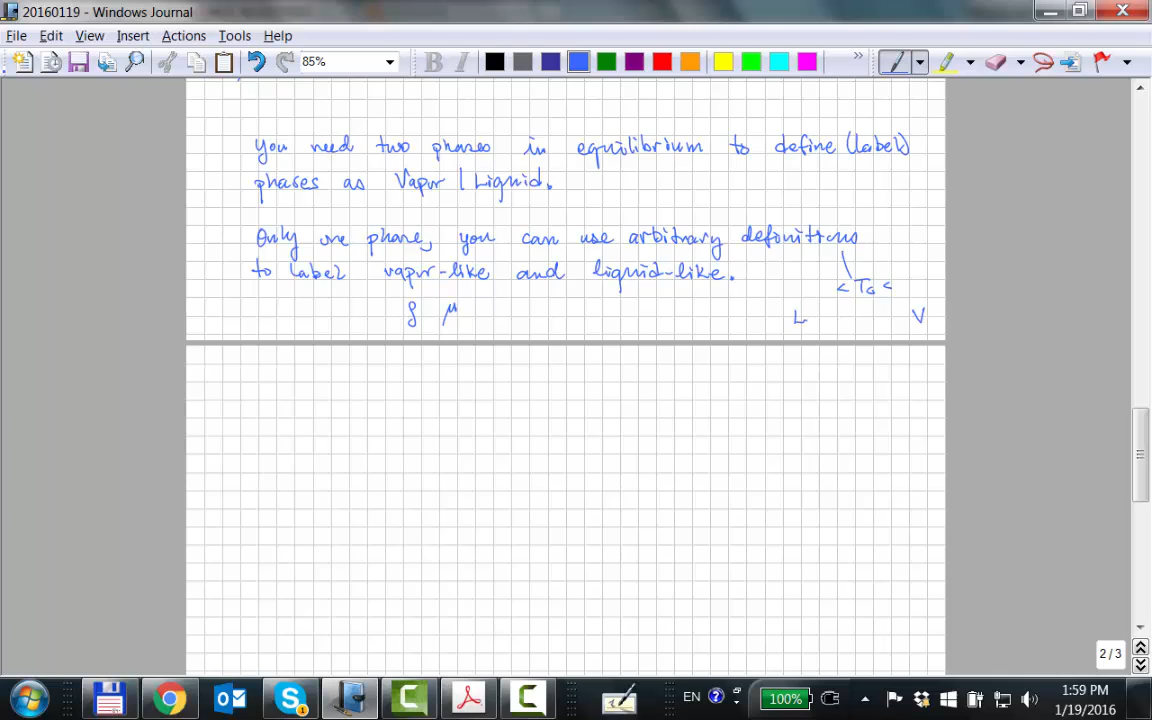 20160119 - Windows Journal
File Edit View Insert Actions Tools Help
85%
You need two phases in equilibrium to define (label)
phases as Vapor | Liquid.
Only one phase, you can use arbitrary definitions
to label vapor-like and liquid-like.
< TG <
ρ μ
L V
2 / 3
EN 100% 1:59 PM
1/19/2016